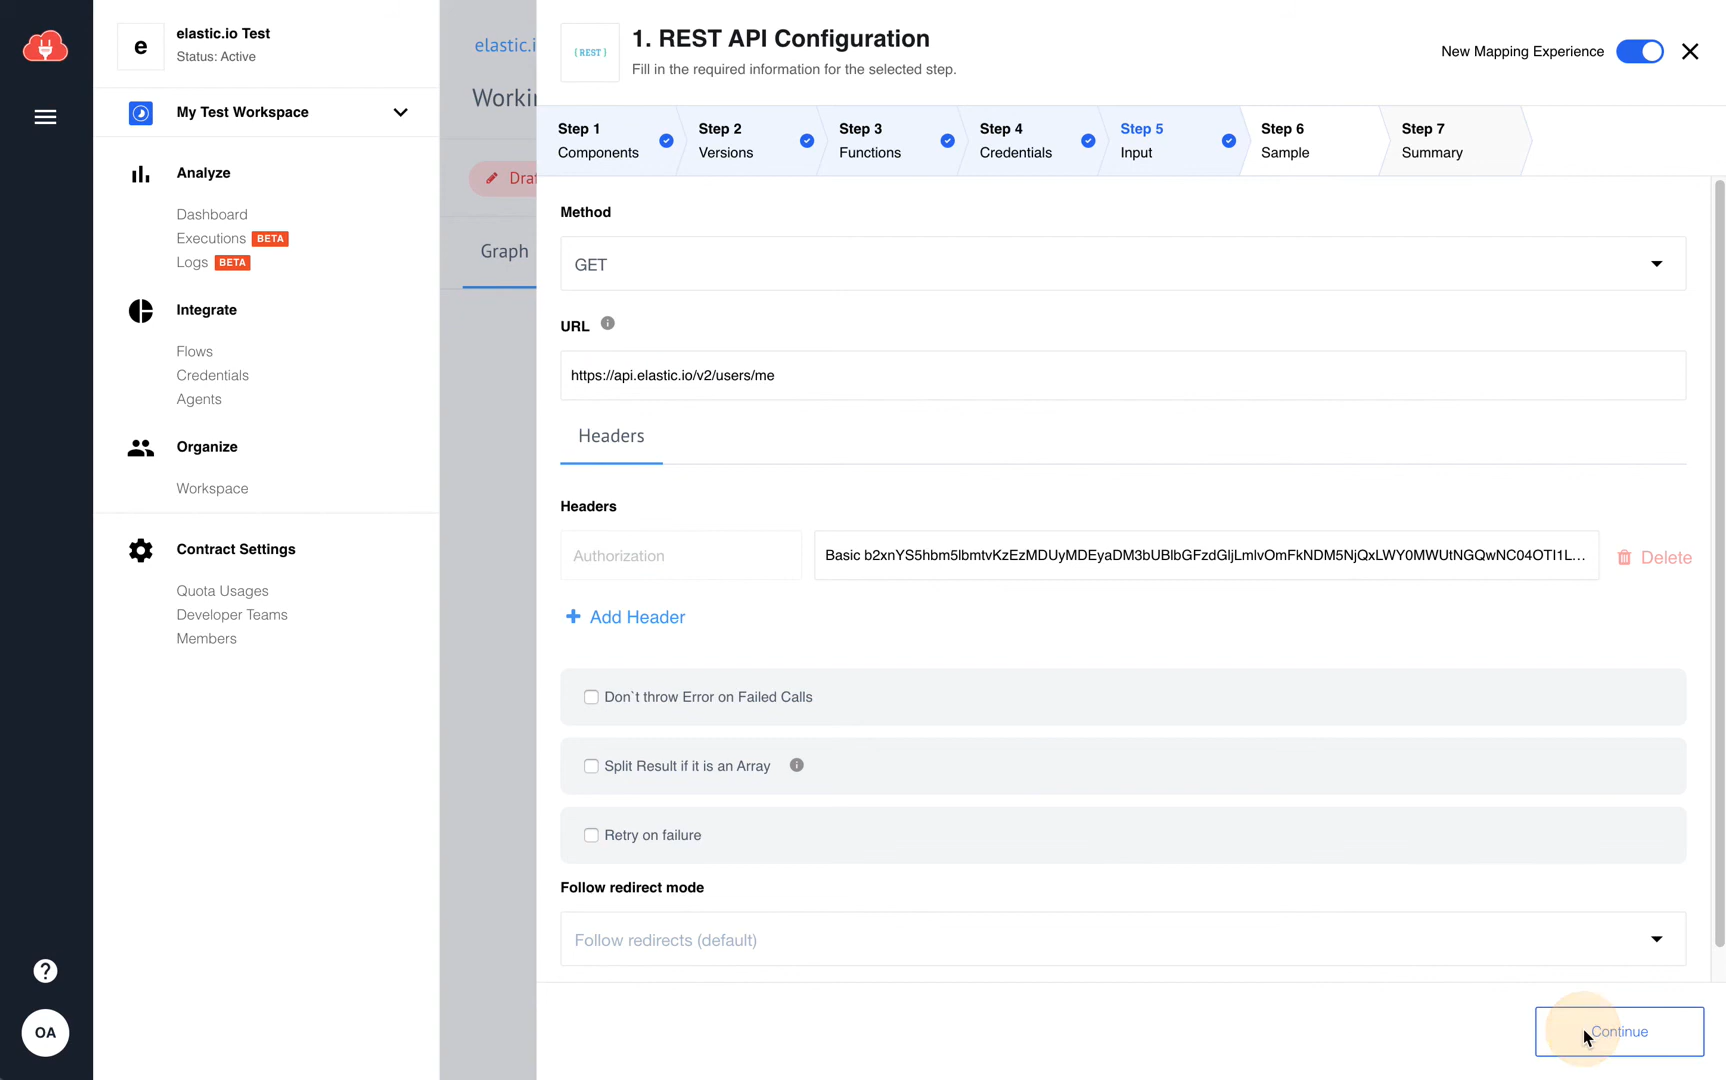 e
elastic.io Test
Status: Active
My Test Workspace
Analyze
Dashboard
Executions BETA
Logs BETA
Integrate
Flows
Credentials
Agents
Organize
Workspace
Contract Settings
Quota Usages
Developer Teams
Members
?
OA
elastic.i
Workin
Draf
Graph
{REST}
1. REST API Configuration
Fill in the required information for the selected step.
New Mapping Experience
Step 1
Components
Step 2
Versions
Step 3
Functions
Step 4
Credentials
Step 5
Input
Step 6
Sample
Step 7
Summary
Method
GET
URL
https://api.elastic.io/v2/users/me
Headers
Headers
Authorization
Basic b2xnYS5hbm5lbmtvKzEzMDUyMDEyaDM3bUBlbGFzdGljLmlvOmFkNDM5NjQxLWY0MWUtNGQwNC04OTI1L...
Delete
+ Add Header
Don`t throw Error on Failed Calls
Split Result if it is an Array
Retry on failure
Follow redirect mode
Follow redirects (default)
Continue